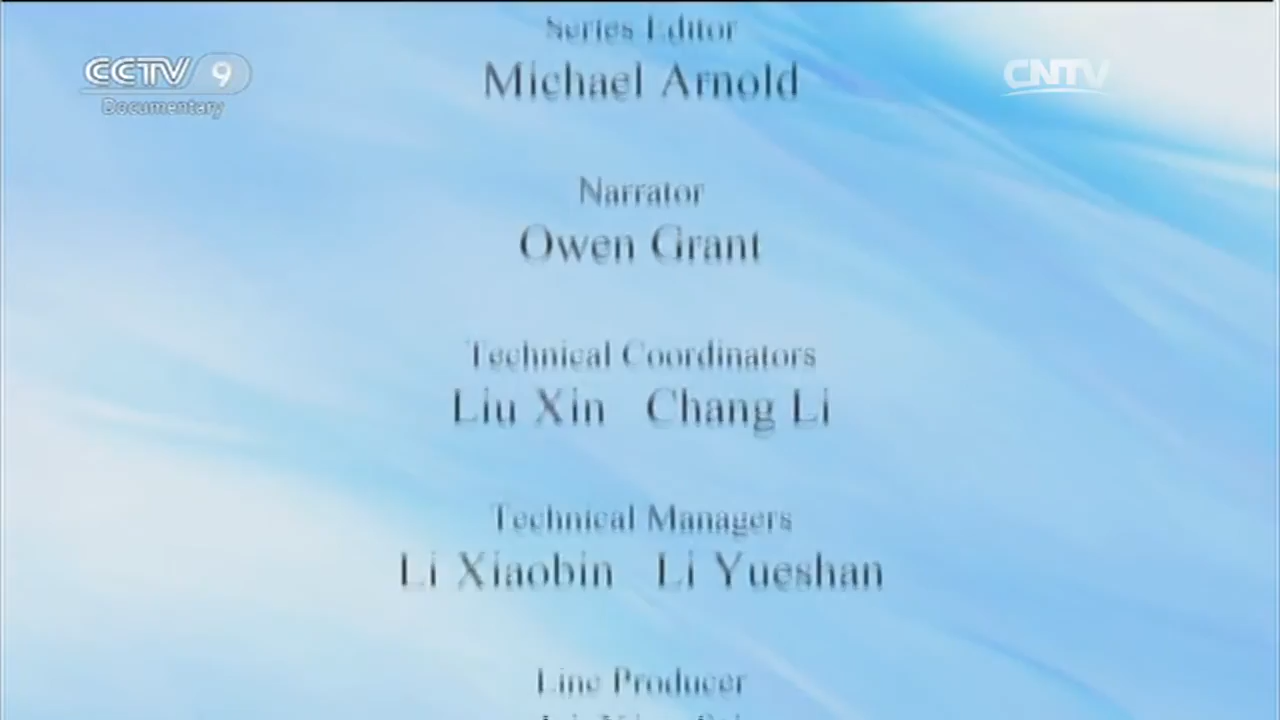 Series Editor
CCTV 9
CNTV
Michael Arnold
Documentary
Narrator
Owen Grant
Technical Coordinators
Liu Xin Chang Li
Technical Managers
Li Xiaobin Li Yueshan
Line Producer